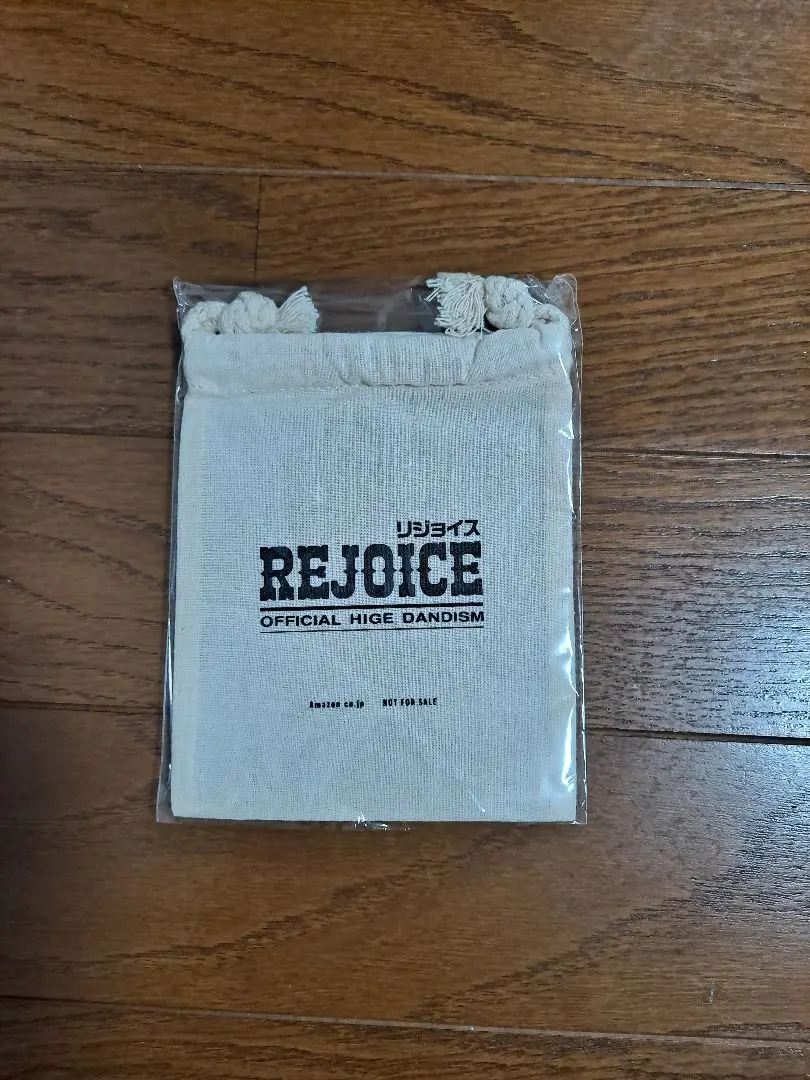 リジョイス
REJOICE
OFFICIAL HIGE DANDISM
Amazon co.jp NOT FOR SALE